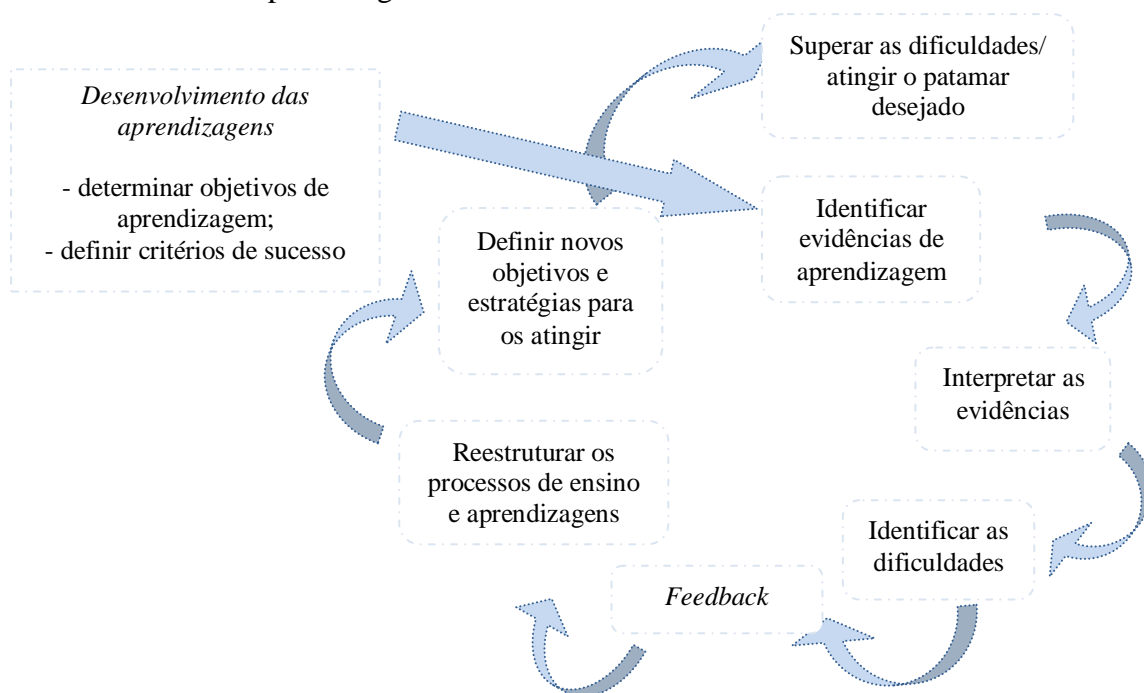 Desenvolvimento das
aprendizagens
- determinar objetivos de
aprendizagem;
- definir critérios de sucesso
Superar as dificuldades/
atingir o patamar
desejado
Identificar
evidências de
aprendizagem
Interpretar as
evidências
Identificar as
dificuldades
Feedback
Reestruturar os
processos de ensino
e aprendizagens
Definir novos
objetivos e
estratégias para
os atingir